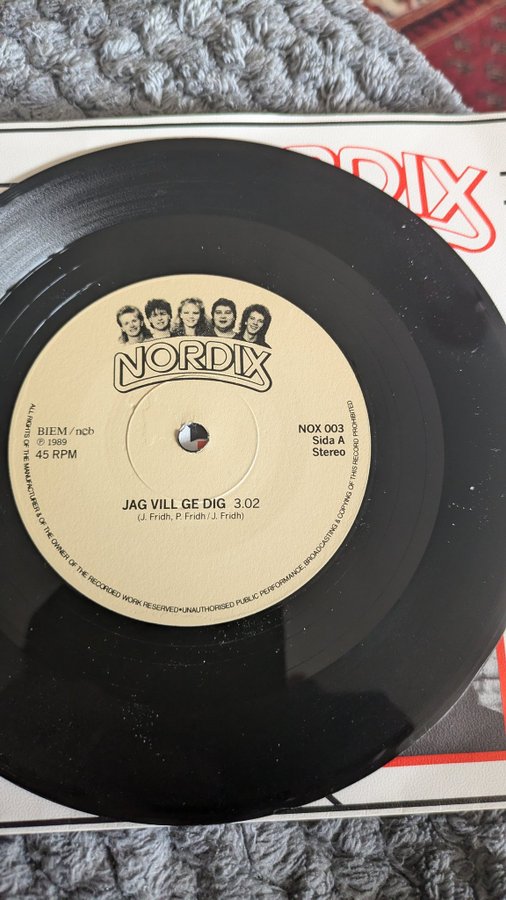 RDIX
NORDIX
BIEM/ncb
℗ 1989
45 RPM
NOX 003
Sida A
Stereo
JAG VILL GE DIG 3.02
(J. Fridh, P. Fridh/J. Fridh)
ALL RIGHTS OF THE MANUFACTURER & OF THE OWNER OF THE RECORDED WORK RESERVED•UNAUTHORISED PUBLIC PERFORMANCE, BROADCASTING & COPYING OF THIS RECORD PROHIBITED